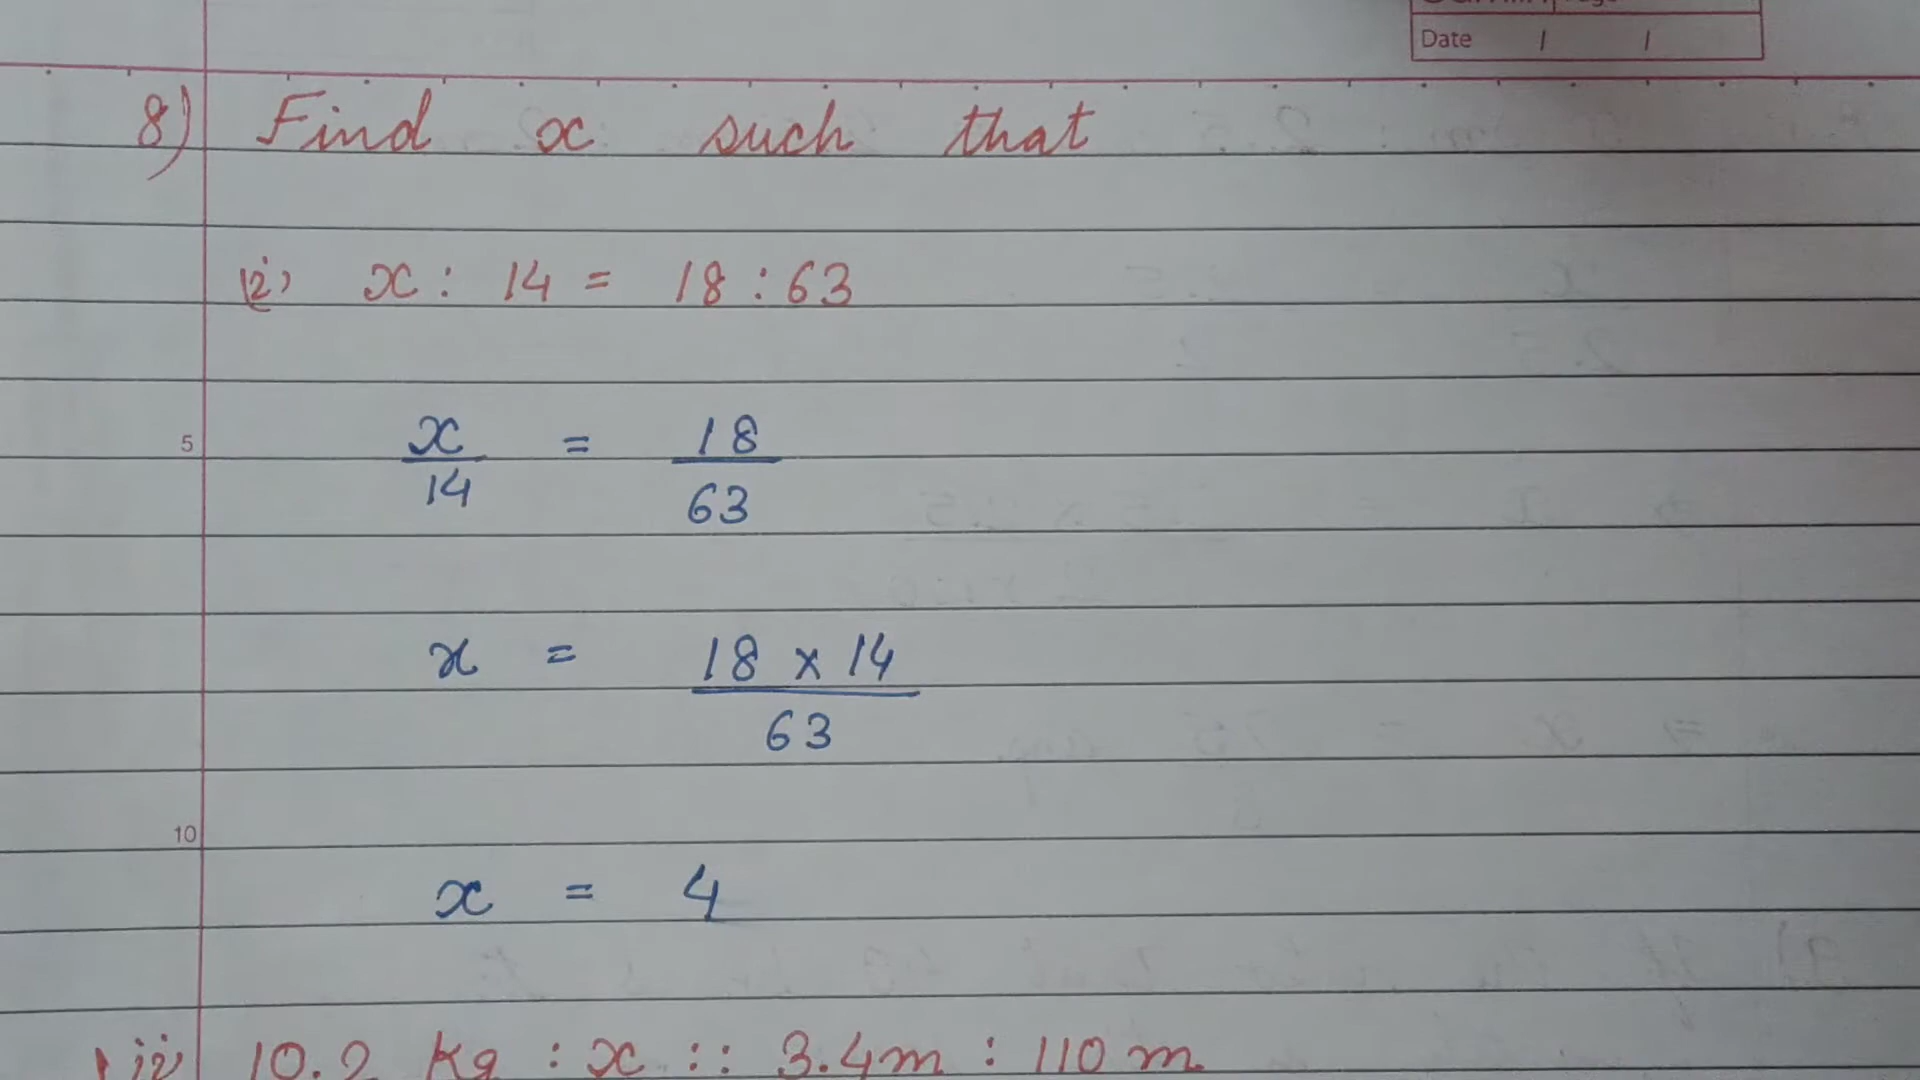 Date / /
8) Find x such that
(i) x : 14 = 18 : 63
x/14 = 18/63
5
x = 18 x 14
63
10
x = 4
ii) 10.2 Kg : x :: 3.4m : 110 m